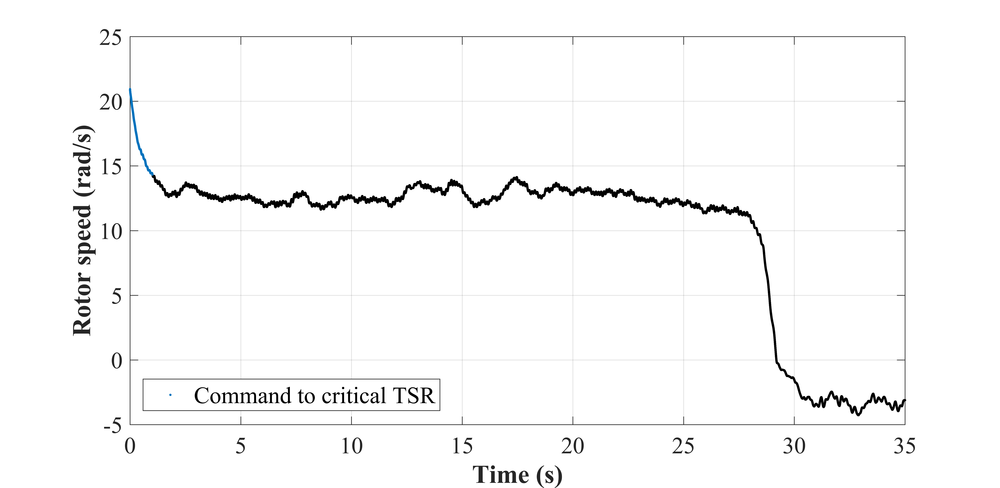 Rotor speed (rad/s)
25
20
15
10
5
0
-5
Command to critical TSR
0 5 10 15 20 25 30 35
Time (s)